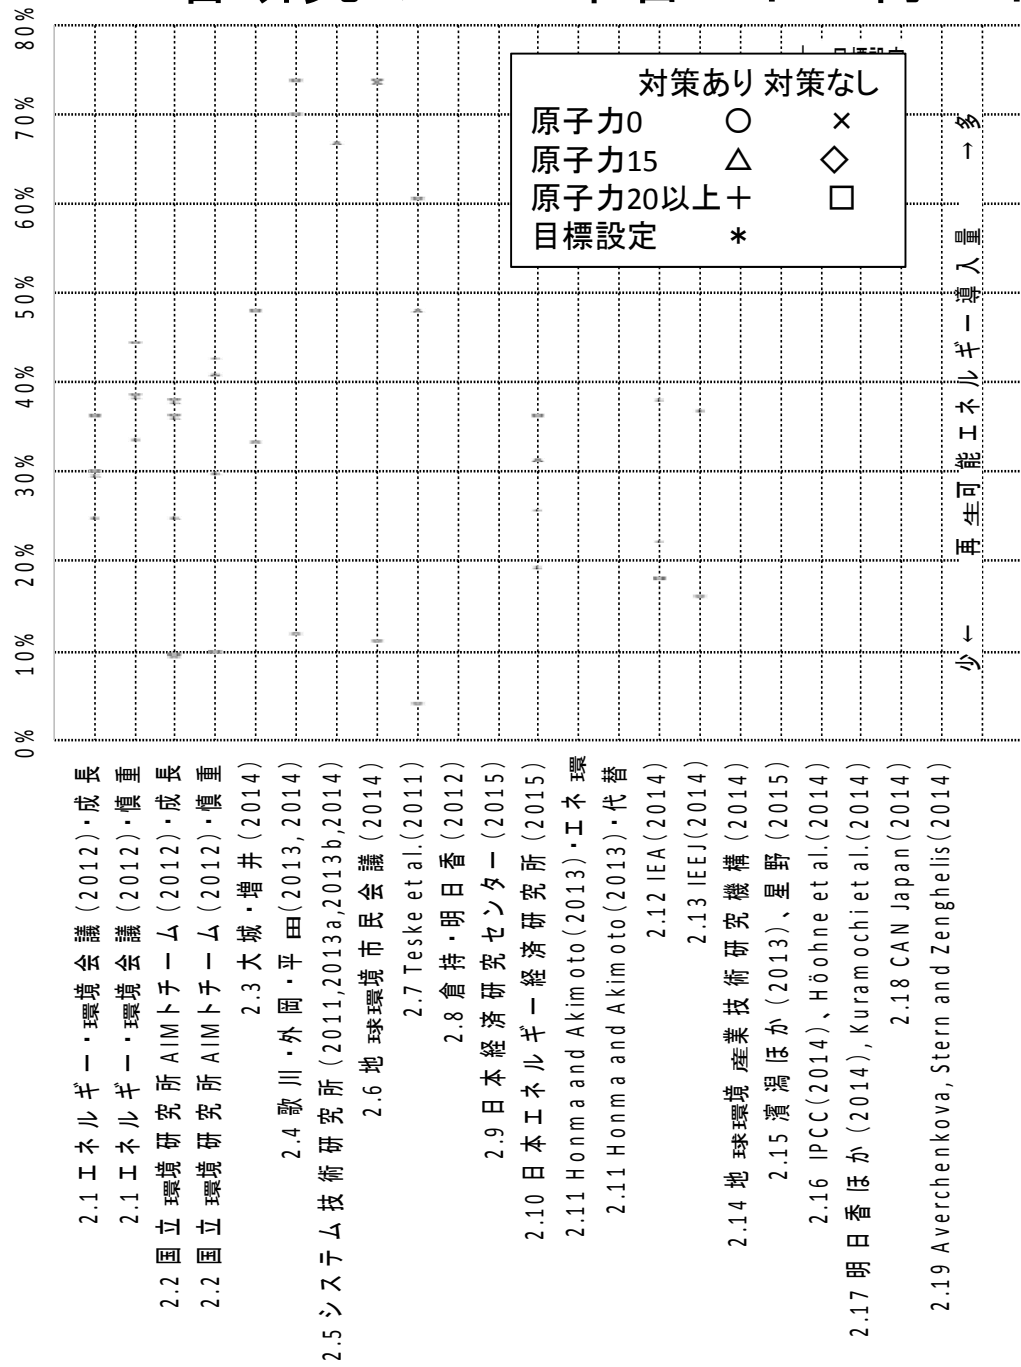 80%
70%
60%
50%
40%
30%
20%
10%
0%
対策あり 対策なし
原子力0 ○ ×
原子力15 △ ◇
原子力20以上 + □
目標設定 *
少← 再生可能エネルギー導入量 →多
2.1 エネルギー・環境会議(2012)・成長
2.1 エネルギー・環境会議(2012)・慎重
2.2 国立環境研究所AIMトチーム(2012)・成長
2.2 国立環境研究所AIMトチーム(2012)・慎重
2.3 大城・増井(2014)
2.4 歌川・外岡・平田(2013,2014)
2.5 システム技術研究所(2011,2013a,2013b,2014)
2.6 地球環境市民会議(2014)
2.7 Teske et al.(2011)
2.8 倉持・明日香(2012)
2.9 日本経済研究センター(2015)
2.10 日本エネルギー経済研究所(2015)
2.11 Honma and Akimoto(2013)・エネ環
2.11 Honma and Akimoto(2013)・代替
2.12 IEA(2014)
2.13 IEEJ(2014)
2.14 地球環境産業技術研究機構(2014)
2.15 濱潟ほか(2013)、星野(2015)
2.16 IPCC(2014)、Höohne et al.(2014)
2.17 明日香ほか(2014), Kuramochi et al.(2014)
2.18 CAN Japan(2014)
2.19 Averchenkova, Stern and Zenghelis(2014)